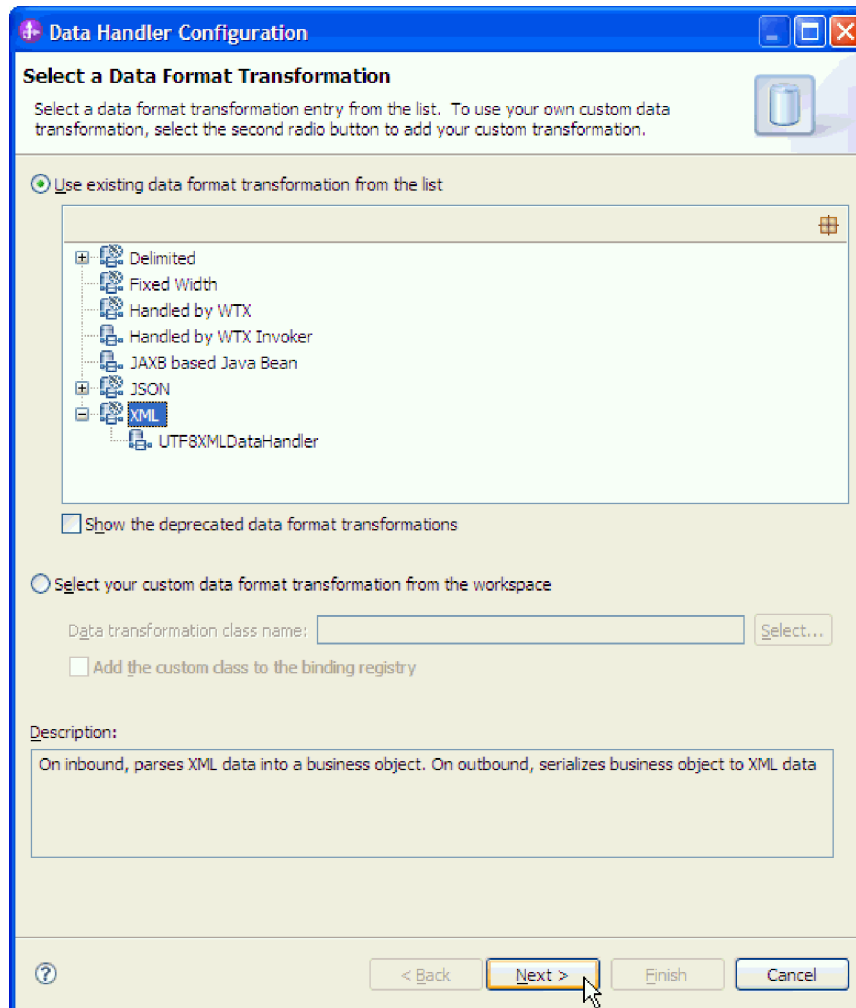 Data Handler Configuration
Select a Data Format Transformation
Select a data format transformation entry from the list. To use your own custom data
transformation, select the second radio button to add your custom transformation.
Use existing data format transformation from the list
Delimited
Fixed Width
Handled by WTX
Handled by WTX Invoker
JAXB based Java Bean
JSON
XML
UTF8XMLDataHandler
Show the deprecated data format transformations
Select your custom data format transformation from the workspace
Data transformation class name:
Select...
Add the custom class to the binding registry
Description:
On inbound, parses XML data into a business object. On outbound, serializes business object to XML data
?
< Back
Next >
Finish
Cancel